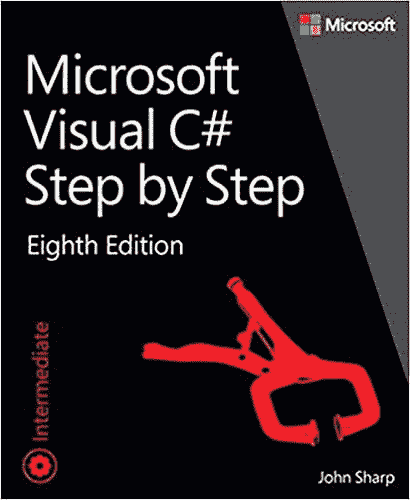 Microsoft
Microsoft
Visual C#
Step by Step
Eighth Edition
Intermediate
John Sharp